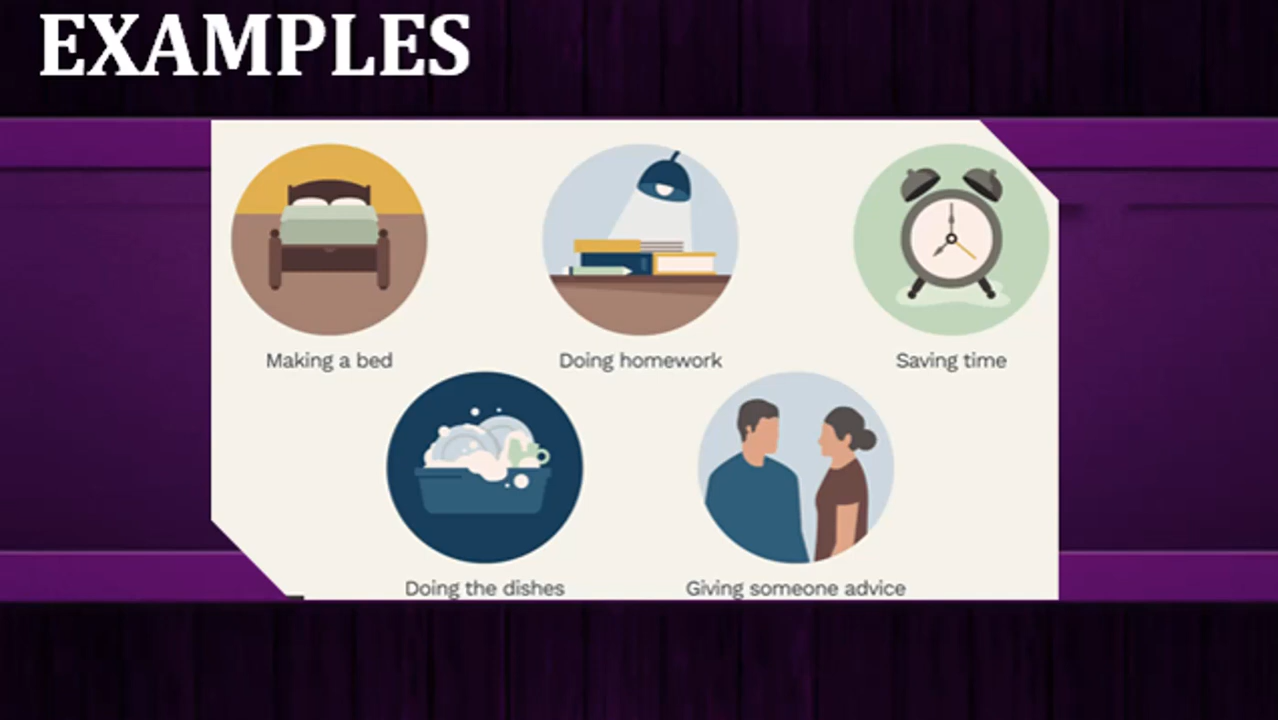 EXAMPLES
Making a bed
Doing homework
Saving time
Doing the dishes
Giving someone advice